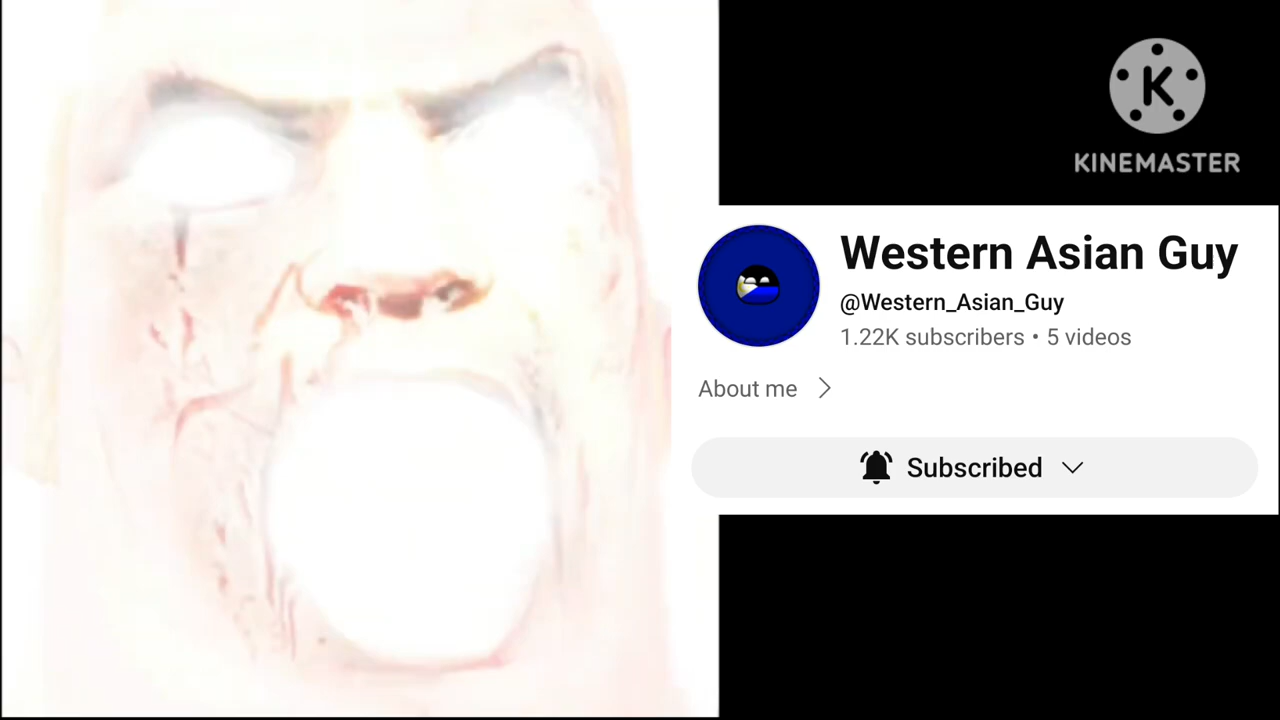 K
KINEMASTER
Western Asian Guy
@Western_Asian_Guy
1.22K subscribers • 5 videos
About me
Subscribed